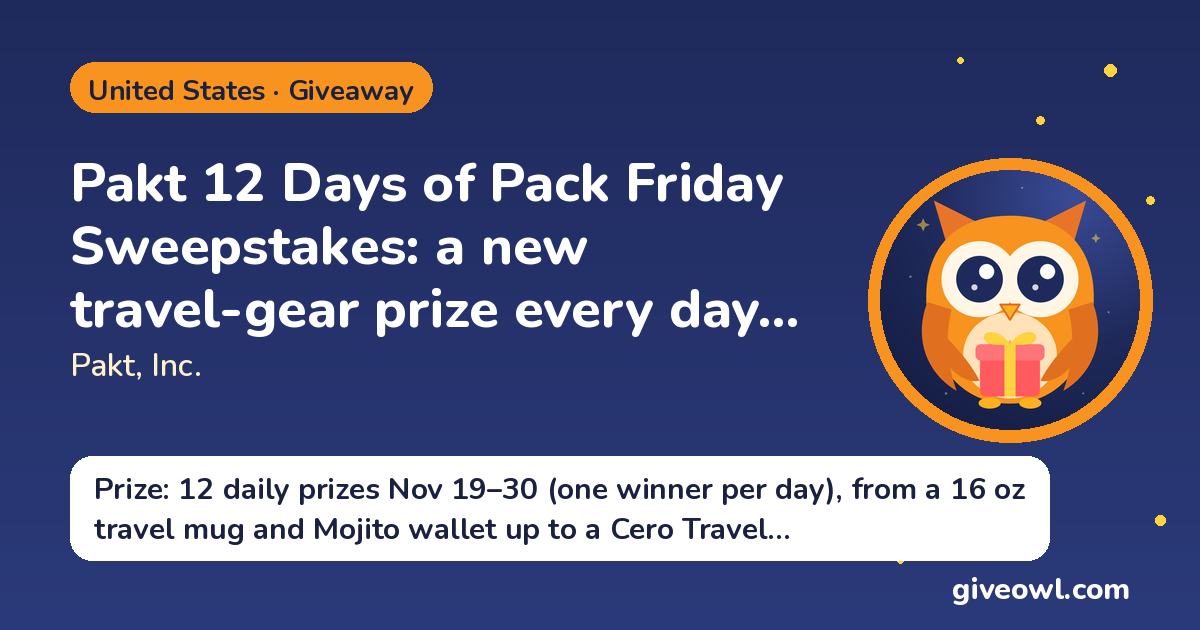 United States · Giveaway
Pakt 12 Days of Pack Friday
Sweepstakes: a new
travel-gear prize every day...
Pakt, Inc.
Prize: 12 daily prizes Nov 19–30 (one winner per day), from a 16 oz
travel mug and Mojito wallet up to a Cero Travel...
giveowl.com